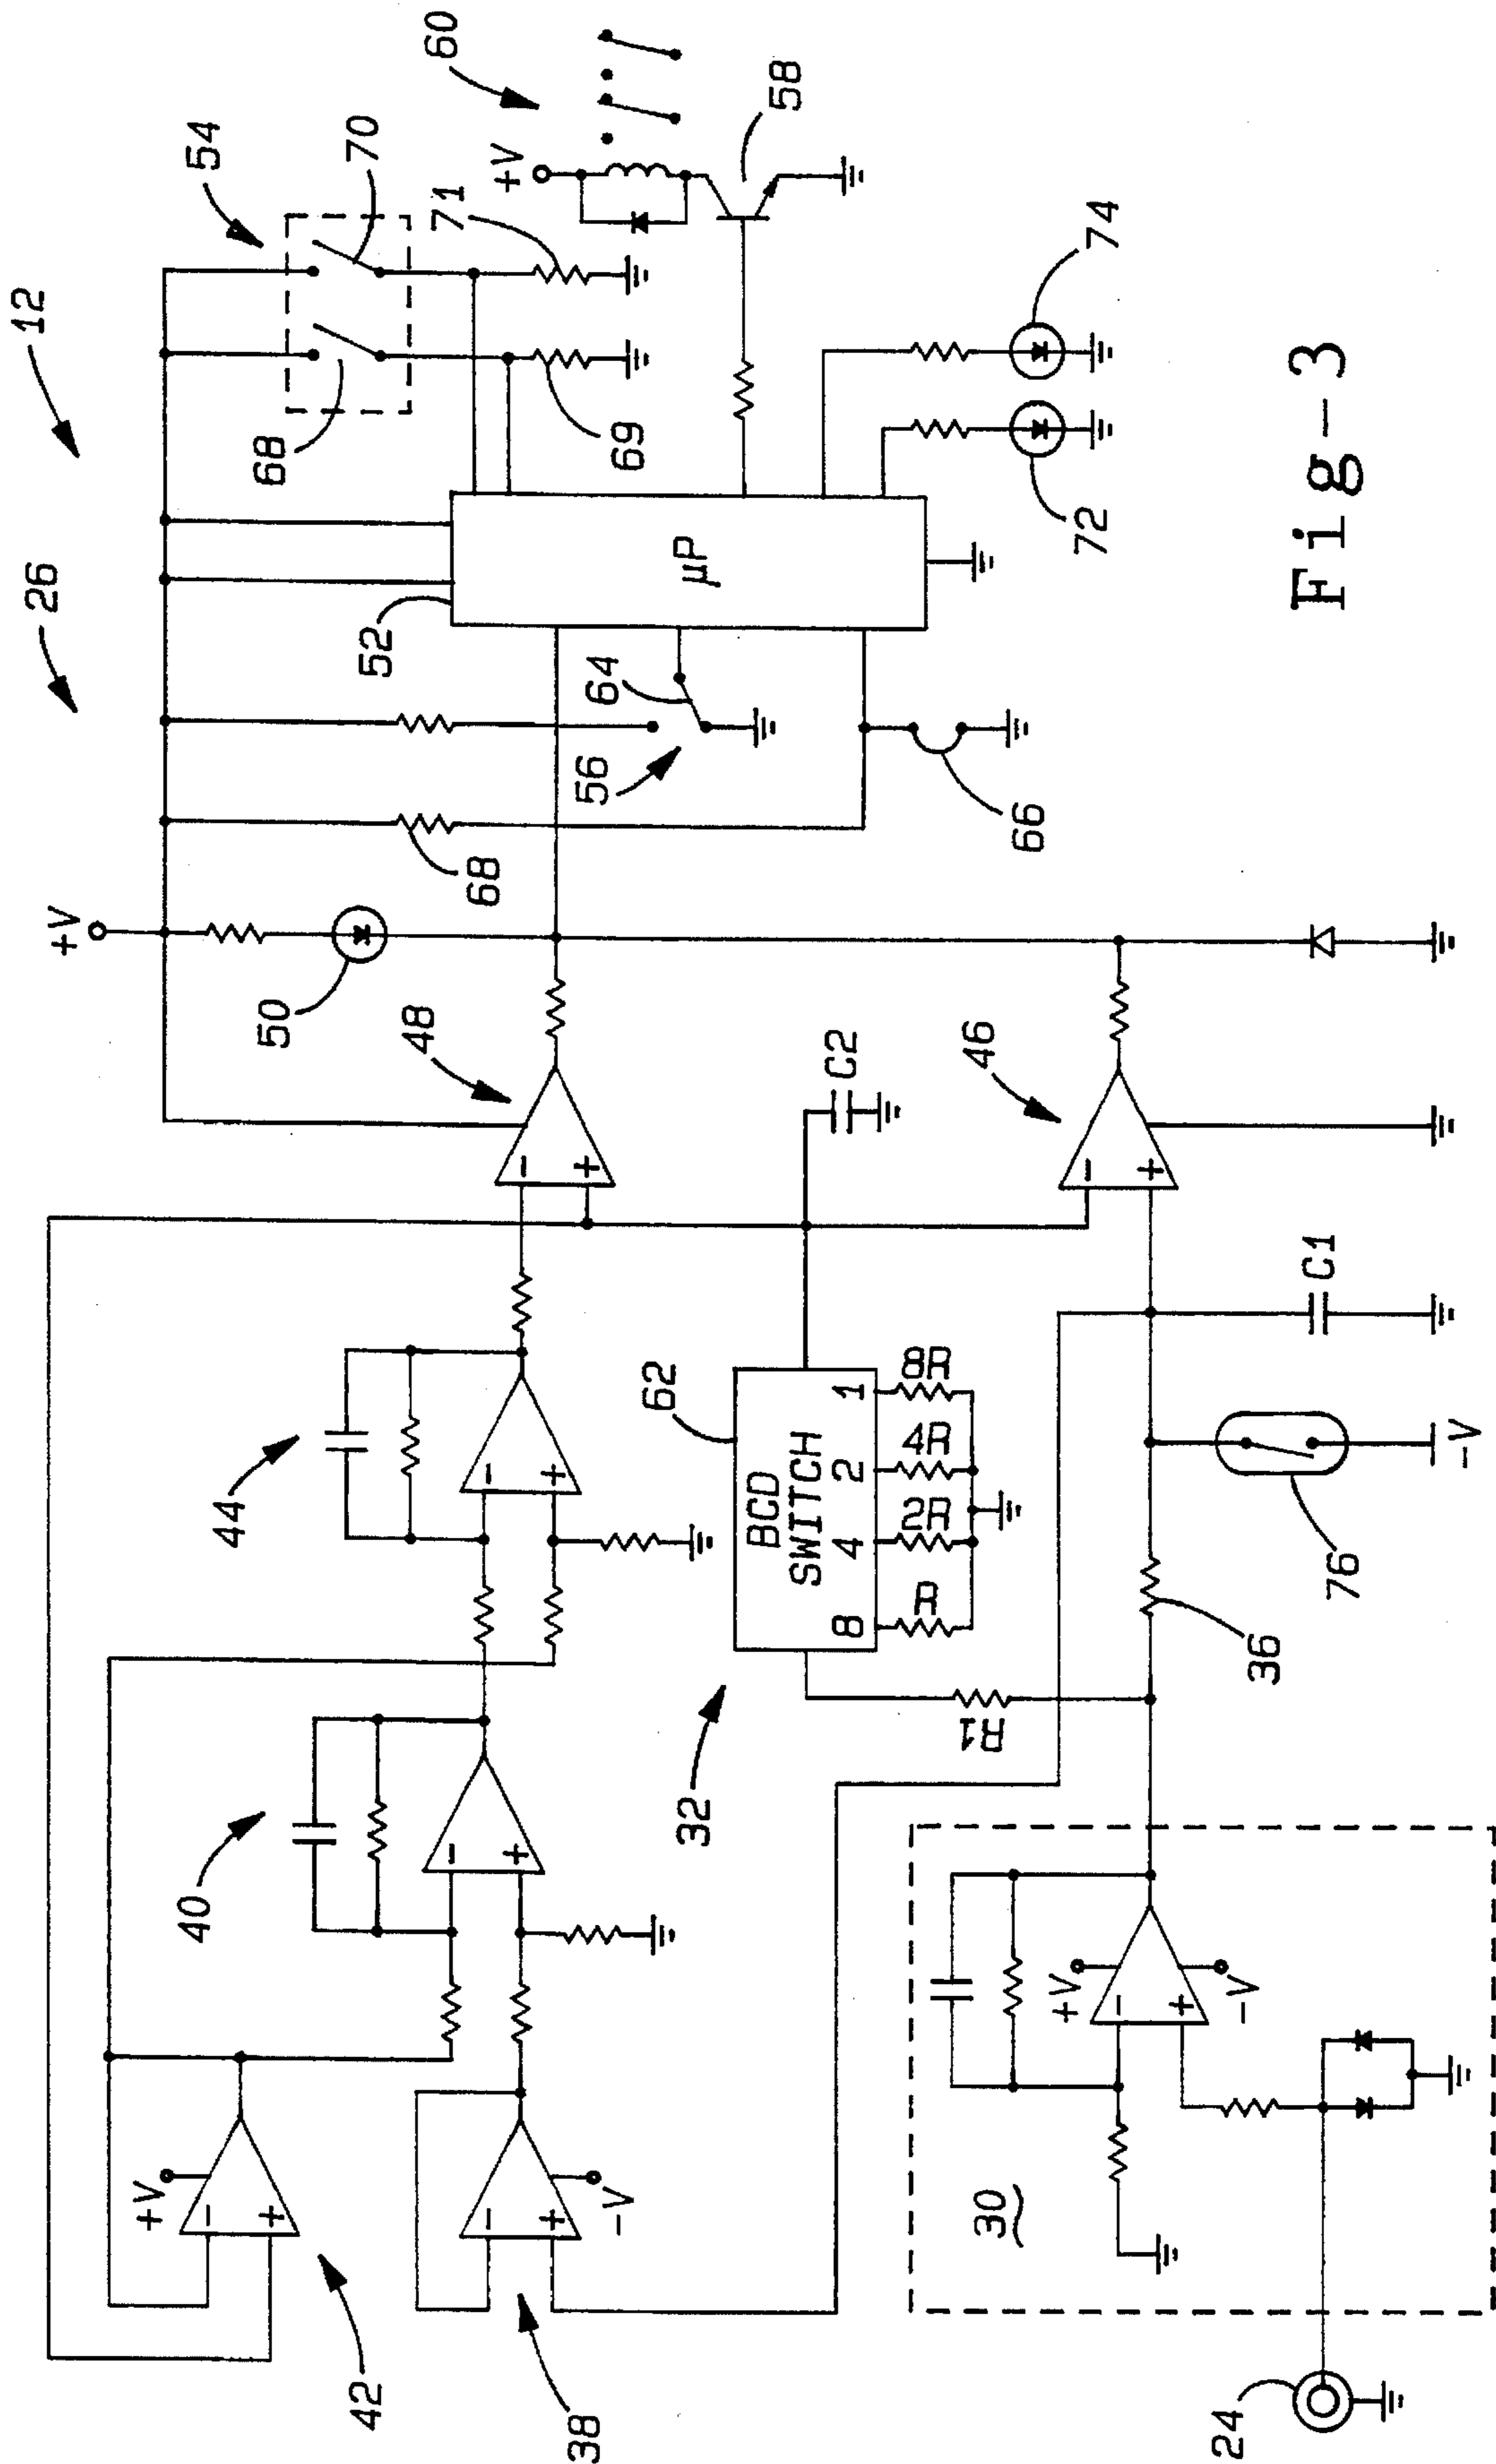 12
26
54
70
68
71
69
60
+V
58
+V
50
48
-
+
68
52
μP
56
64
66
72
74
44
-
+
40
-
+
42
+V
-
+
38
-
+
-V
32
62
BCD
SWITCH
8 4 2 1
R 2R 4R 8R
R1
C2
46
-
+
C1
36
76
-V
30
+V
-
+
-V
24
Fig-3